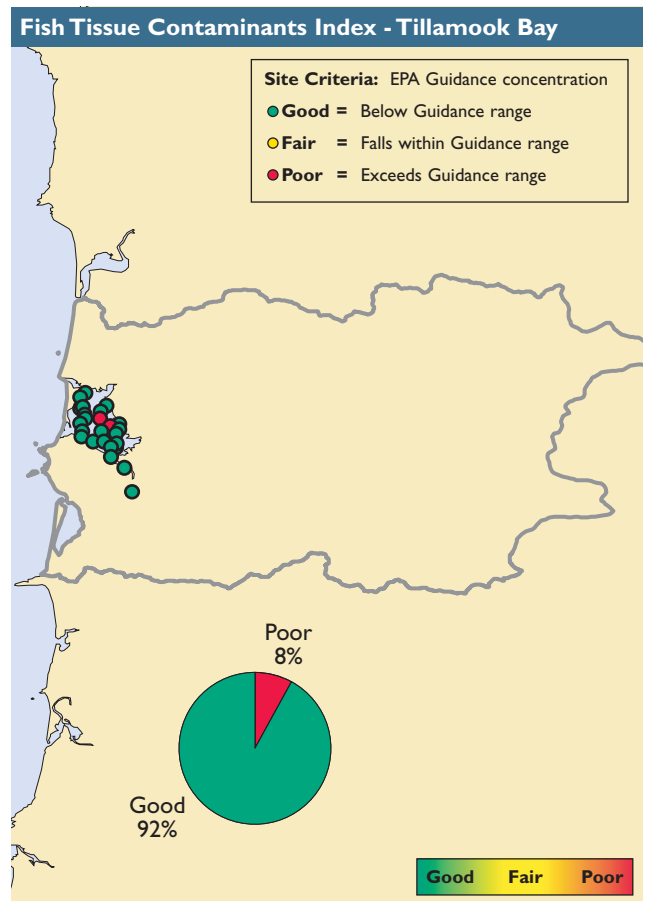 Fish Tissue Contaminants Index - Tillamook Bay
Site Criteria: EPA Guidance concentration
Good = Below Guidance range
Fair = Falls within Guidance range
Poor = Exceeds Guidance range
Poor
8%
Good
92%
Good Fair Poor